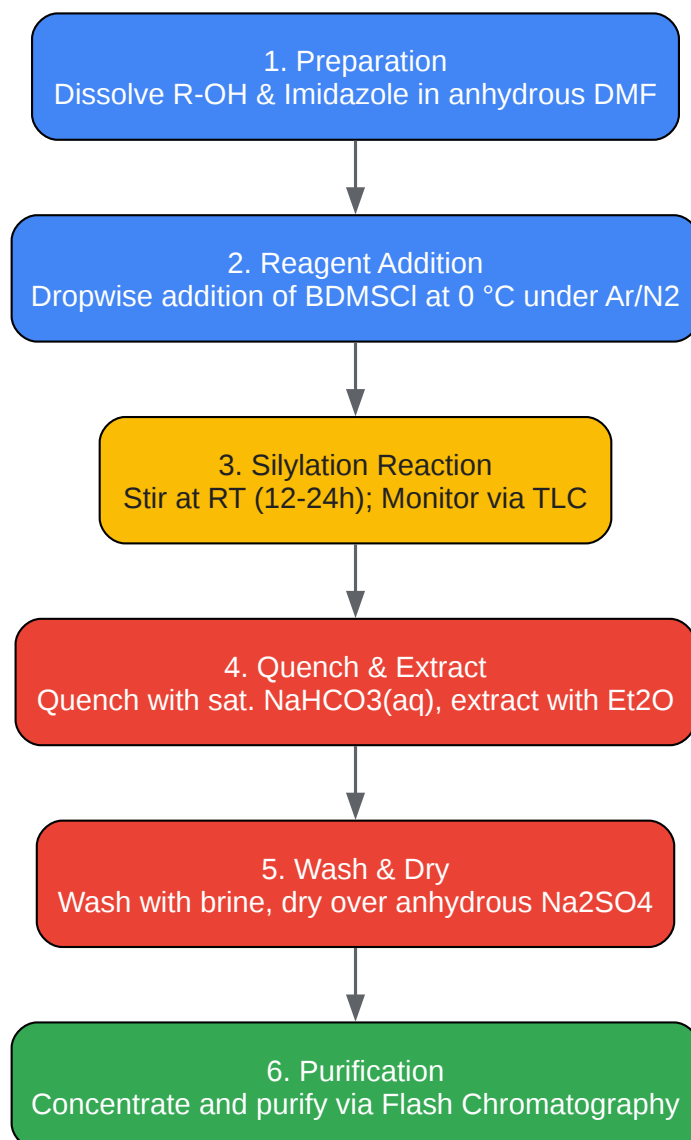 1. Preparation
Dissolve R-OH & Imidazole in anhydrous DMF
2. Reagent Addition
Dropwise addition of BDMSCl at 0 °C under Ar/N2
3. Silylation Reaction
Stir at RT (12-24h); Monitor via TLC
4. Quench & Extract
Quench with sat. NaHCO3(aq), extract with Et2O
5. Wash & Dry
Wash with brine, dry over anhydrous Na2SO4
6. Purification
Concentrate and purify via Flash Chromatography